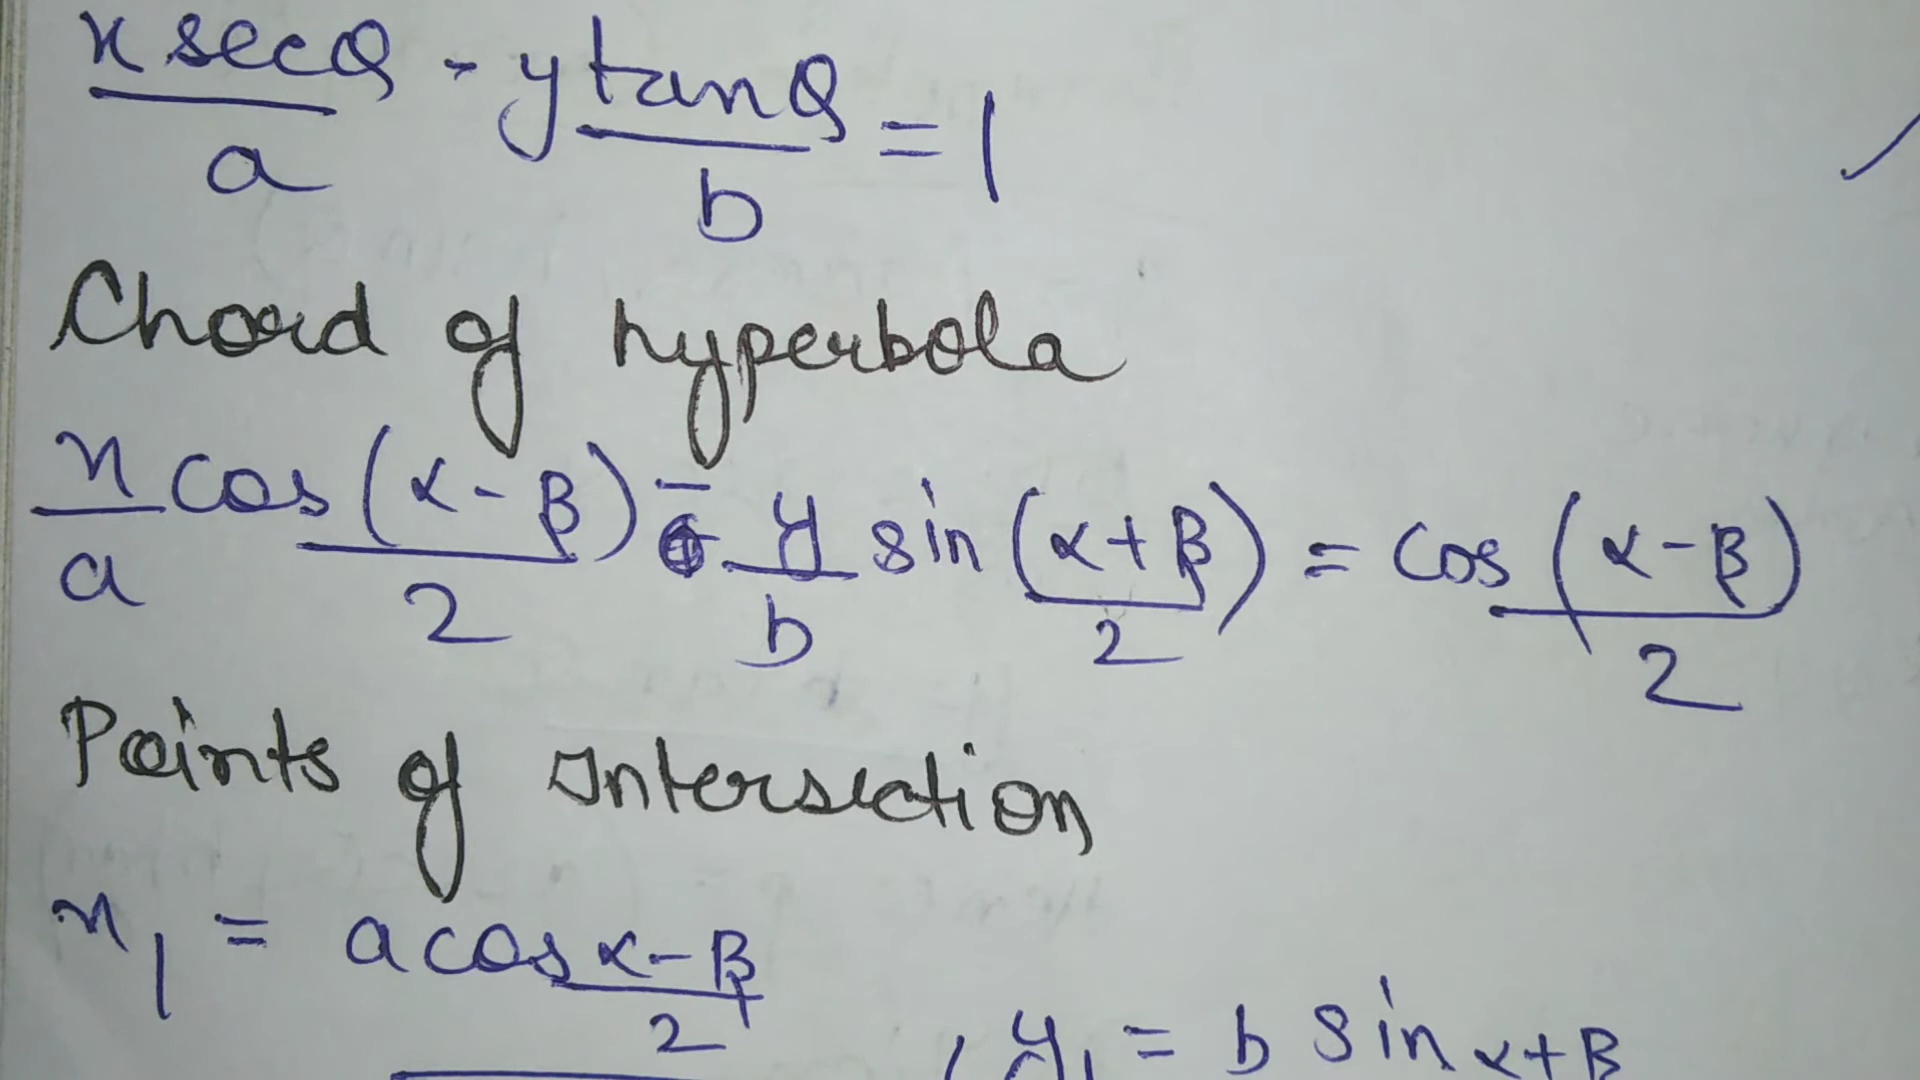 x secθ/a - y tanθ/b = 1
Chord of hyperbola
x/a cos(α-β)/2 - y/b sin(α+β)/2 = cos(α-β)/2
Points of Intersection
x₁ = a cos α-β/2 , y₁ = b sin α+β